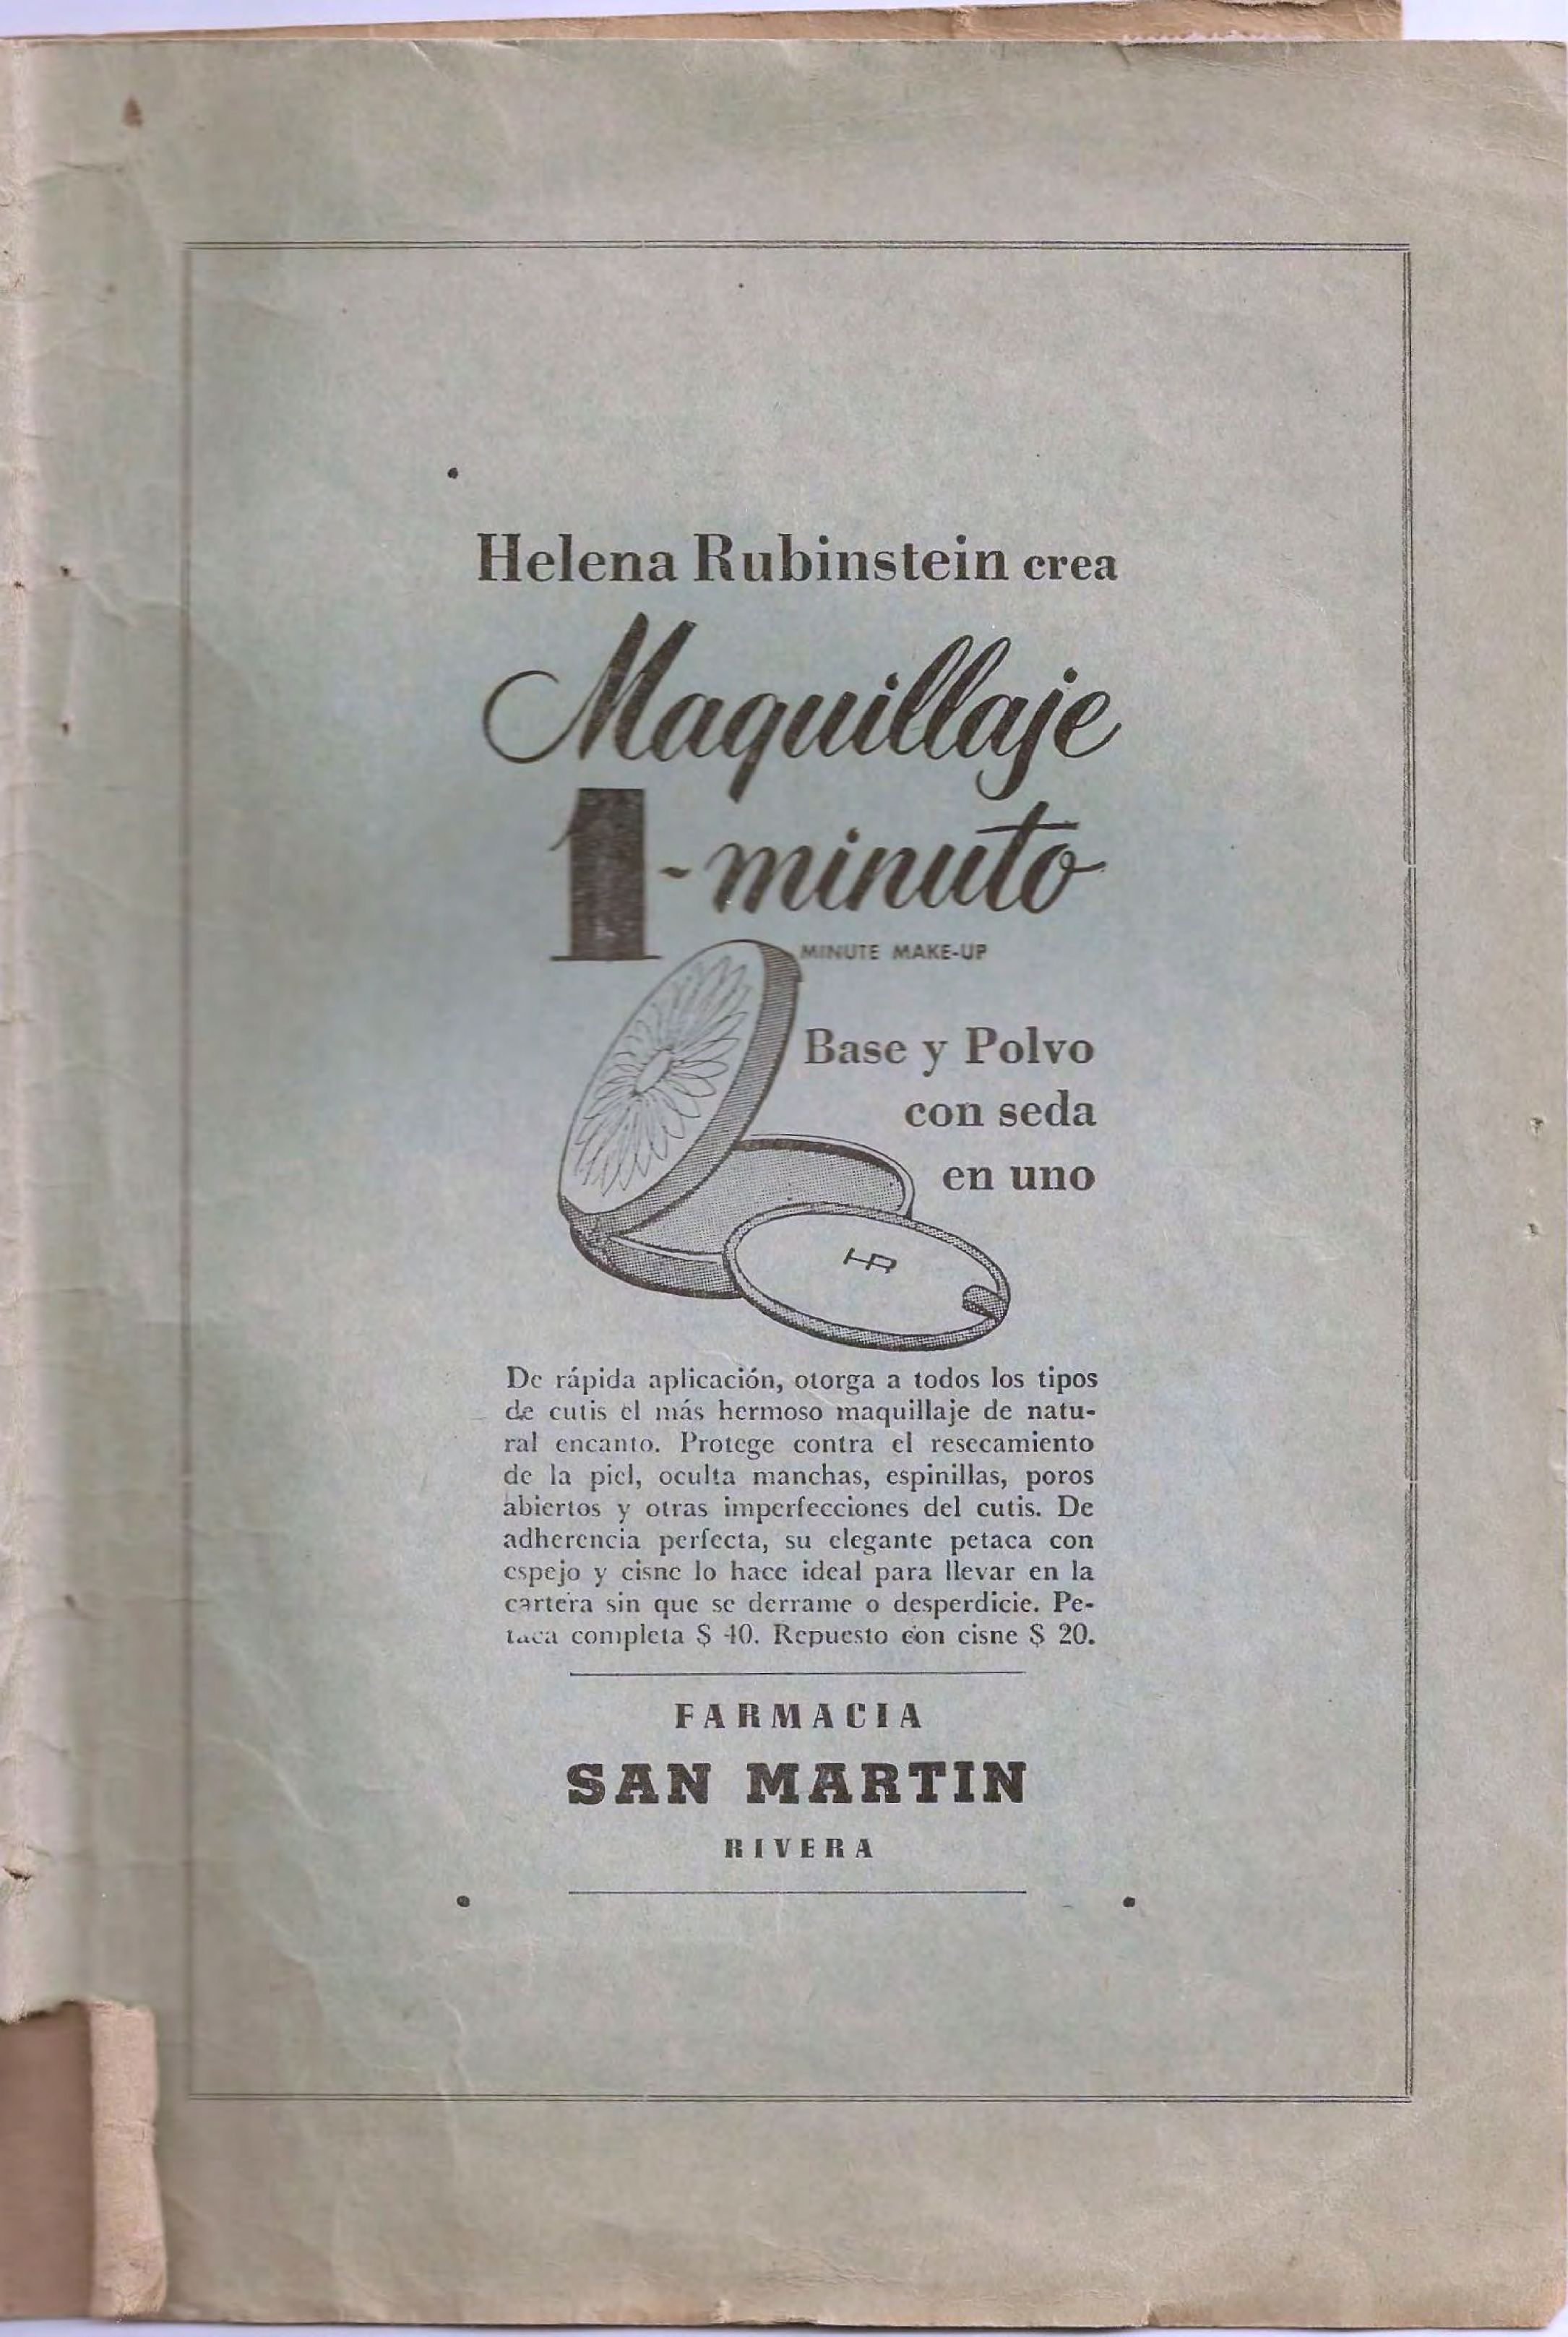 Helena Rubinstein crea
Maquillaje
1-minuto
MINUTE MAKE-UP
Base y Polvo
con seda
en uno
HR
De rápida aplicación, otorga a todos los tipos
de cutis el más hermoso maquillaje de natu-
ral encanto. Protege contra el resecamiento
de la piel, oculta manchas, espinillas, poros
abiertos y otras imperfecciones del cutis. De
adherencia perfecta, su elegante petaca con
espejo y cisne lo hace ideal para llevar en la
cartera sin que se derrame o desperdicie. Pe-
taca completa $ 40. Repuesto con cisne $ 20.
FARMACIA
SAN MARTIN
RIVERA